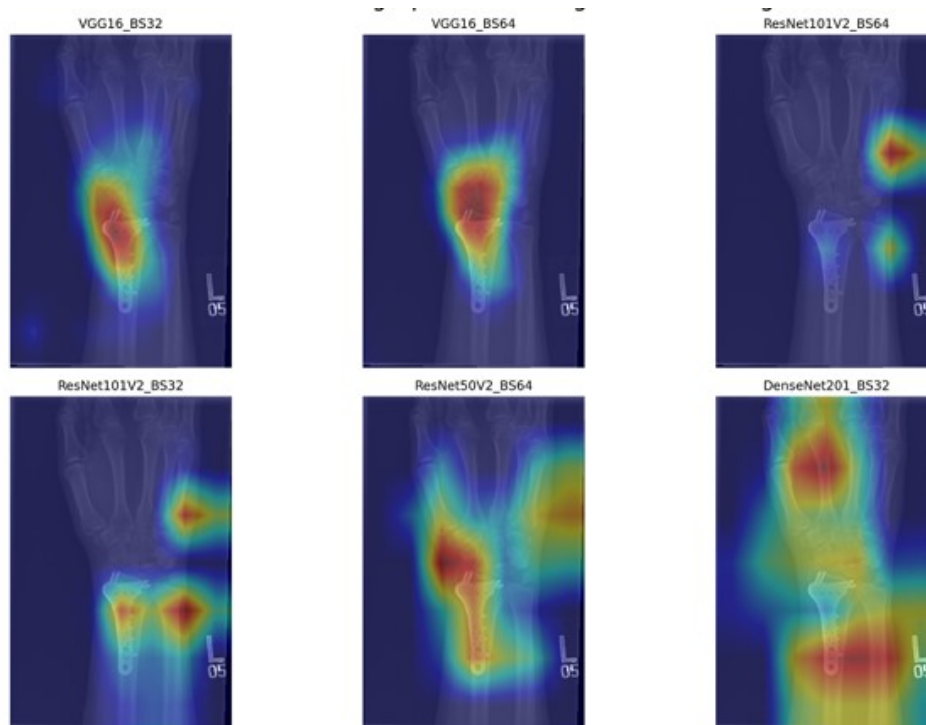 VGG16_BS32
VGG16_BS64
ResNet101V2_BS64
L
05
L
05
L
05
ResNet101V2_BS32
ResNet50V2_BS64
DenseNet201_BS32
L
05
L
05
L
05